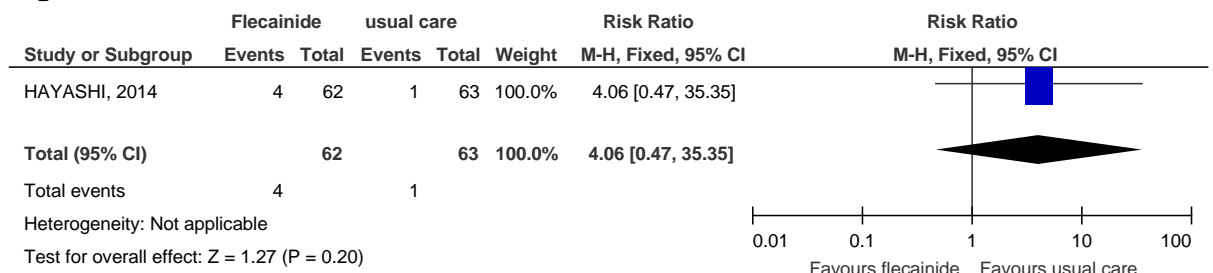 Flecainide usual care Risk Ratio Risk Ratio
Study or Subgroup Events Total Events Total Weight M-H, Fixed, 95% CI M-H, Fixed, 95% CI
HAYASHI, 2014 4 62 1 63 100.0% 4.06 [0.47, 35.35]
Total (95% CI) 62 63 100.0% 4.06 [0.47, 35.35]
Total events 4 1
Heterogeneity: Not applicable
Test for overall effect: Z = 1.27 (P = 0.20)
0.01 0.1 1 10 100
Favours flecainide Favours usual care